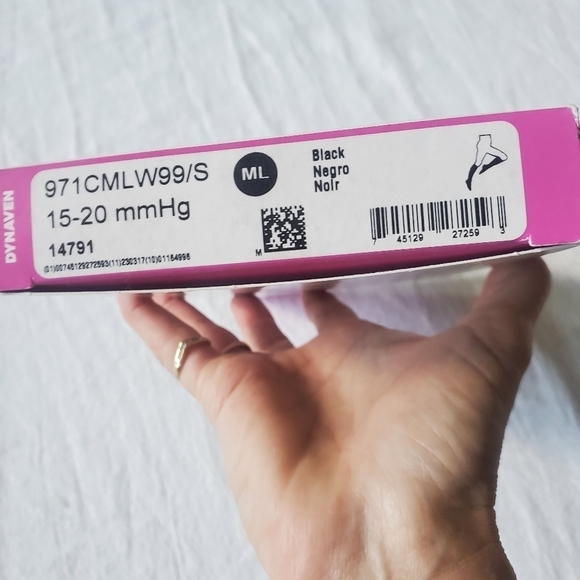 DYNAVEN
971CMLW99/S
15-20 mmHg
14791
(01)00745129272593(11)230317(10)01164996
ML
Black
Negro
Noir
M
7 45129 27259 3